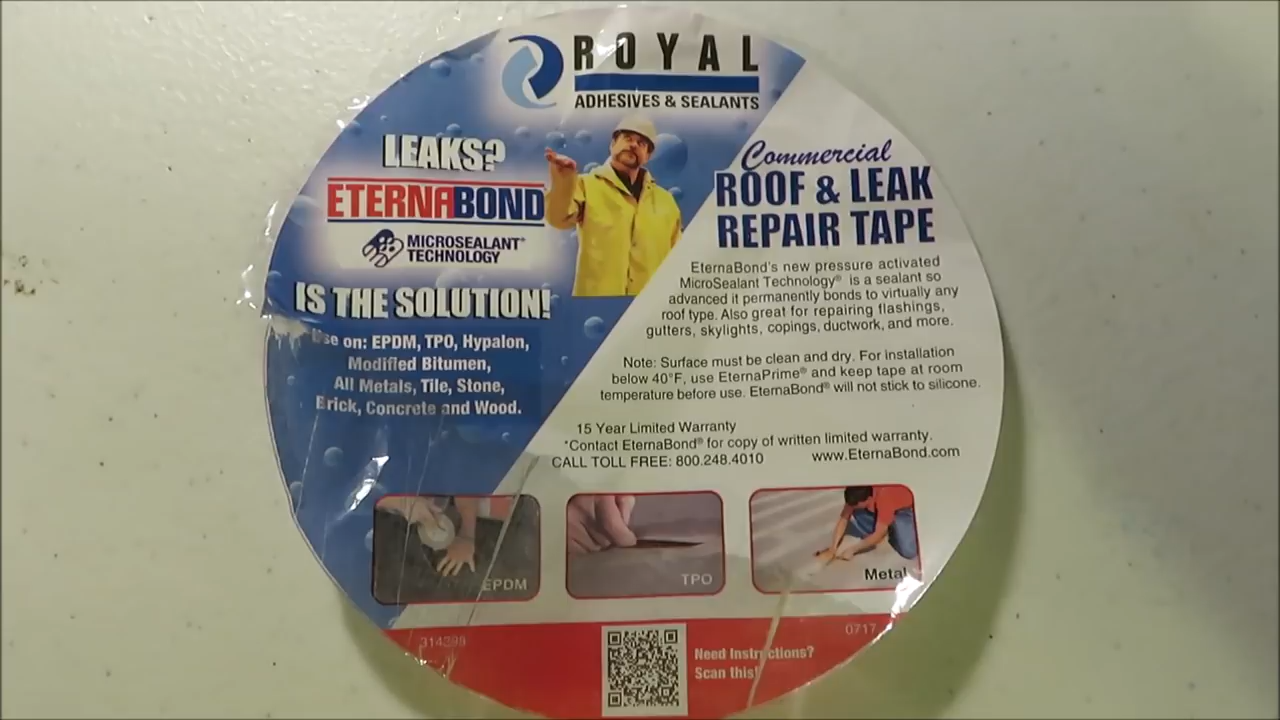 ROYAL
ADHESIVES & SEALANTS
LEAKS?
ETERNABOND
MICROSEALANT®
TECHNOLOGY
IS THE SOLUTION!
Use on: EPDM, TPO, Hypalon,
Modified Bitumen,
All Metals, Tile, Stone,
Brick, Concrete and Wood.
Commercial
ROOF & LEAK
REPAIR TAPE
EternaBond's new pressure activated
MicroSealant Technology® is a sealant so
advanced it permanently bonds to virtually any
roof type. Also great for repairing flashings,
gutters, skylights, copings, ductwork, and more.
Note: Surface must be clean and dry. For installation
below 40°F, use EternaPrime® and keep tape at room
temperature before use. EternaBond® will not stick to silicone.
15 Year Limited Warranty
*Contact EternaBond® for copy of written limited warranty.
CALL TOLL FREE: 800.248.4010 www.EternaBond.com
EPDM
TPO
Metal
314398
0717
Need Instructions?
Scan this!